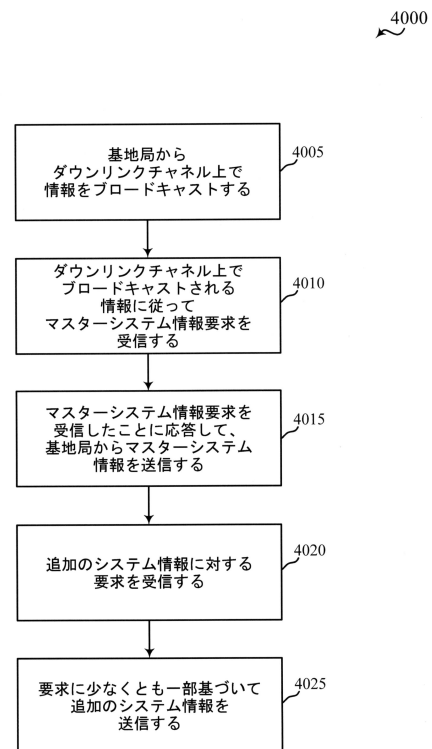 4000
基地局から
ダウンリンクチャネル上で
情報をブロードキャストする
4005
ダウンリンクチャネル上で
ブロードキャストされる
情報に従って
マスターシステム情報要求を
受信する
4010
マスターシステム情報要求を
受信したことに応答して、
基地局からマスターシステム
情報を送信する
4015
追加のシステム情報に対する
要求を受信する
4020
要求に少なくとも一部基づいて
追加のシステム情報を
送信する
4025